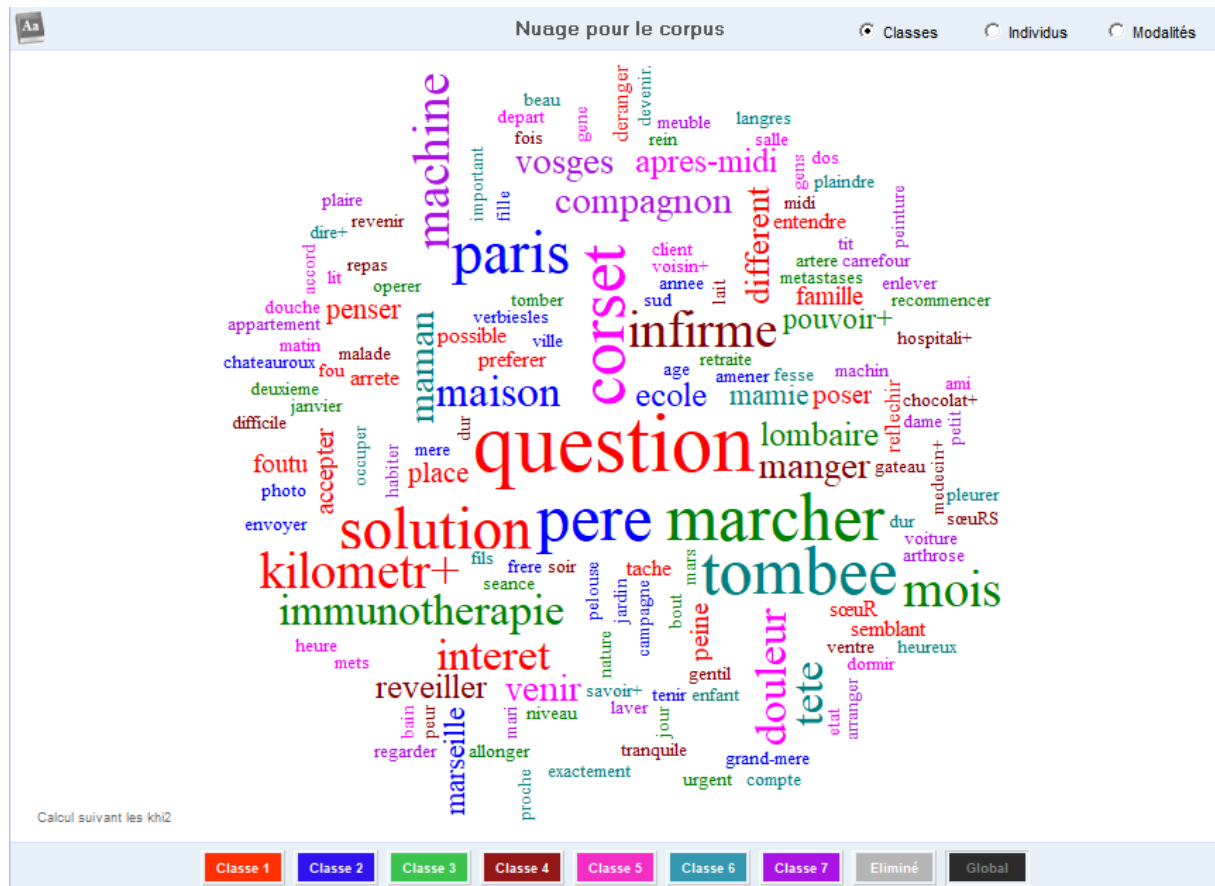 Aa
Nuage pour le corpus
Classes
Individus
Modalités
machine
beau
depart
fois
gene
deranger
devenir.
meuble
rein
langres
salle
vosges
apres-midi
gens
dos
plaindre
important
fille
compagnon
different
midi
entendre
peinture
plaire
revenir
dire+
paris
corset
client
voisin+
annee
sud
lait
tit
artere
carrefour
metastases
enlever
accord
repas
lit
operer
famille
recommencer
douche
penser
appartement
maman
tomber
verbiesles
possible
ville
infirme
pouvoir+
hospitali+
matin
chateauroux
malade
fou
arrete
preferer
retraite
deuxieme
janvier
maison
age
amener
fesse
machin
ecole
mamie
poser
reflechir
ami
chocolat+
difficile
accepter
occuper
habiter
mere
dur
question
lombaire
dame
petit
foutu
place
manger
gateau
medecin+
photo
pleurer
envoyer
solution
pere
marcher
dur
sœuRS
voiture
arthrose
kilometr+
fils
frere
soir
seance
tache
mars
tombee
mois
immunotherapie
pelouse
jardin
campagne
bout
peine
sœuR
semblant
heure
mets
interet
nature
gentil
douleur
ventre
heureux
dormir
reveiller
venir
savoir+
tenir
enfant
tete
laver
bain
peur
marseille
mari
niveau
jour
etat
arranger
regarder
allonger
tranquile
grand-mere
proche
exactement
urgent
compte
Calcul suivant les khi2
Classe 1
Classe 2
Classe 3
Classe 4
Classe 5
Classe 6
Classe 7
Eliminé
Global